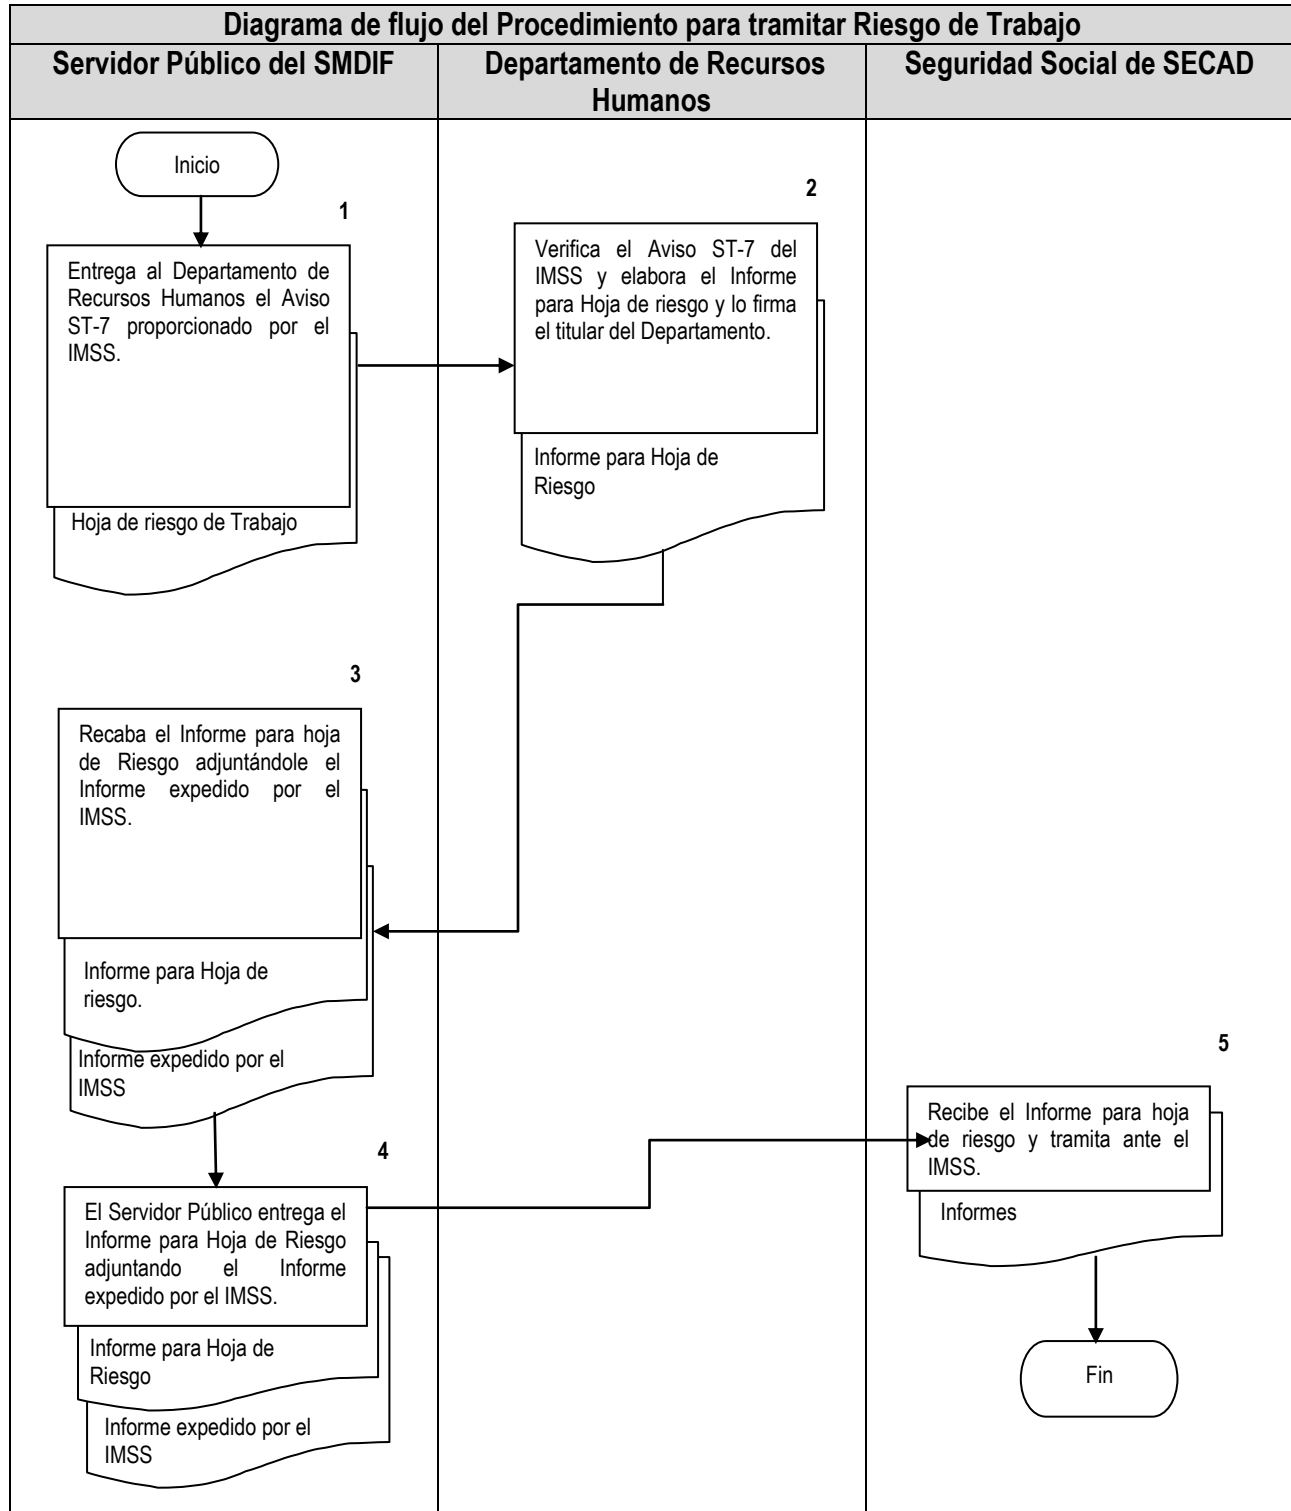 Diagrama de flujo del Procedimiento para tramitar Riesgo de Trabajo
Servidor Público del SMDIF
Departamento de Recursos
Humanos
Seguridad Social de SECAD
Inicio
1
Entrega al Departamento de
Recursos Humanos el Aviso
ST-7 proporcionado por el
IMSS.
Hoja de riesgo de Trabajo
2
Verifica el Aviso ST-7 del
IMSS y elabora el Informe
para Hoja de riesgo y lo firma
el titular del Departamento.
Informe para Hoja de
Riesgo
3
Recaba el Informe para hoja
de Riesgo adjuntándole el
Informe expedido por el
IMSS.
Informe para Hoja de
riesgo.
Informe expedido por el
IMSS
4
El Servidor Público entrega el
Informe para Hoja de Riesgo
adjuntando el Informe
expedido por el IMSS.
Informe para Hoja de
Riesgo
Informe expedido por el
IMSS
5
Recibe el Informe para hoja
de riesgo y tramita ante el
IMSS.
Informes
Fin